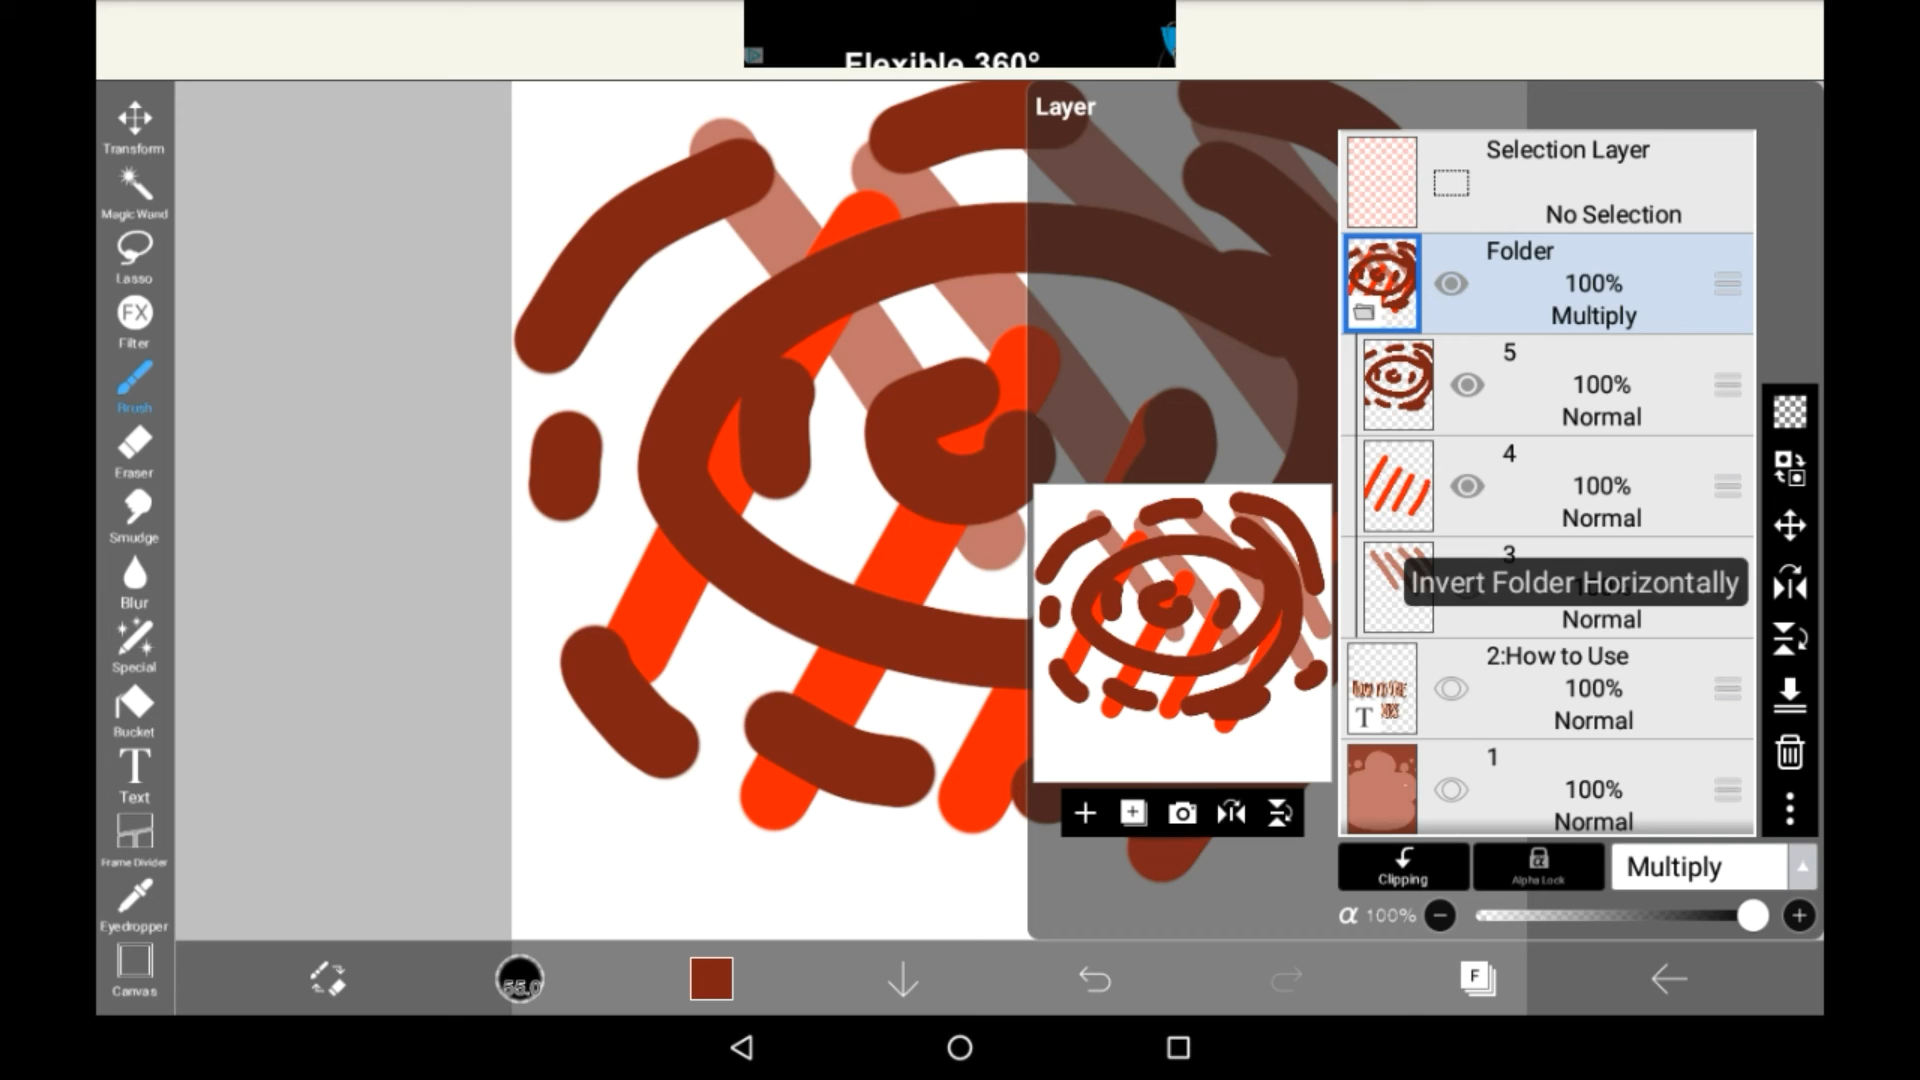 Flexible 360°
Layer
Transform
Magic Wand
Lasso
FX
Filter
Brush
Eraser
Smudge
Blur
Special
Bucket
T
Text
Frame Divider
Eyedropper
Canvas
Selection Layer
No Selection
Folder
100%
Multiply
5
100%
Normal
4
100%
Normal
3
Invert Folder Horizontally
Normal
2:How to Use
100%
T
Normal
1
100%
Normal
Clipping
α
Alpha Lock
Multiply
α 100%
55.0
F